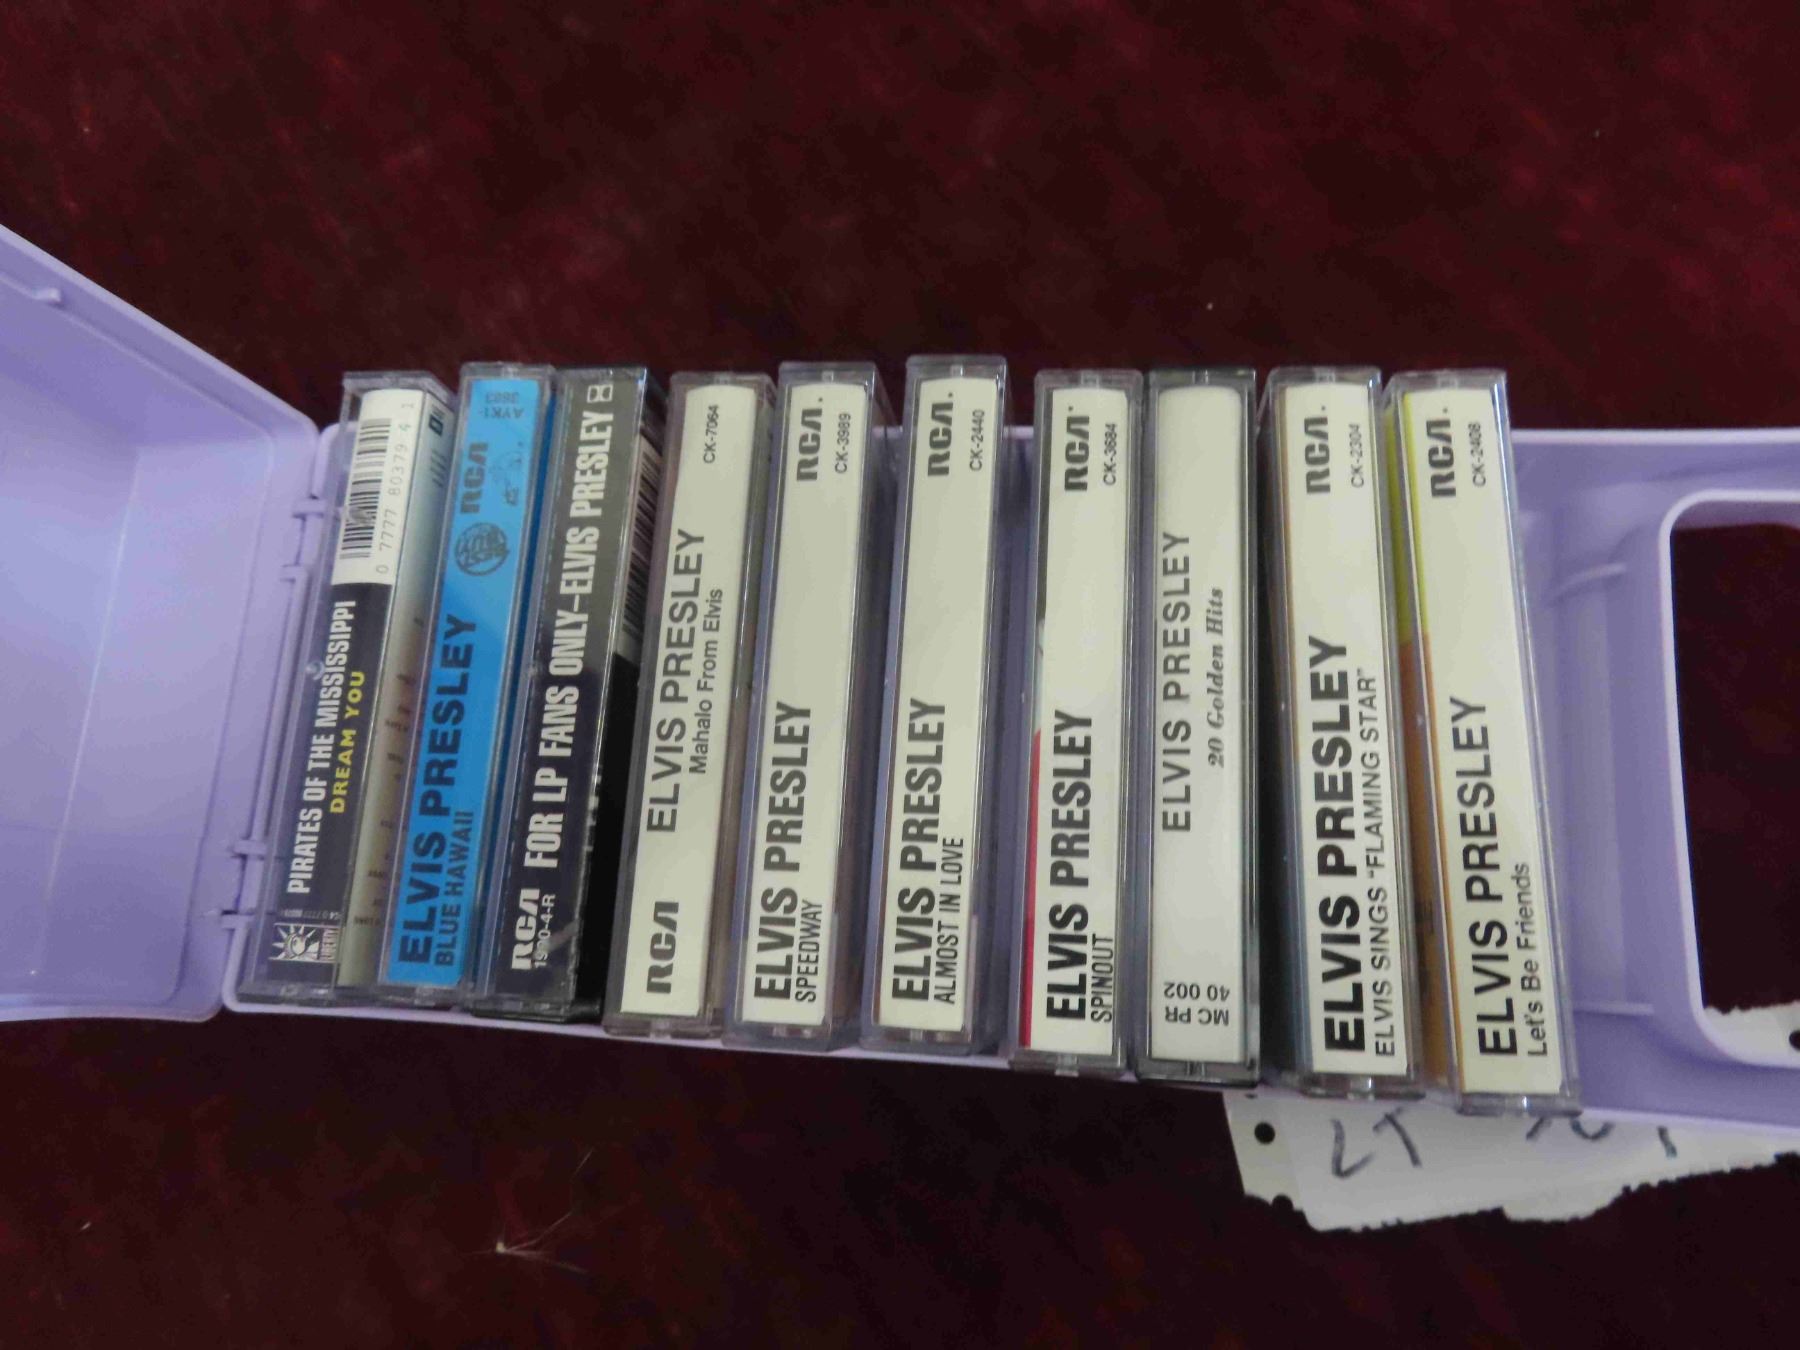 PIRATES OF THE MISSISSIPPI
DREAM YOU
0 7777 80379 4 1
LIBERTY
ELVIS PRESLEY
BLUE HAWAII
RCA
AYK1-
3683
RCA
1990-4-R
FOR LP FANS ONLY–ELVIS PRESLEY
RCA
ELVIS PRESLEY
Mahalo From Elvis
CK-7064
ELVIS PRESLEY
SPEEDWAY
RCA.
CK-3989
ELVIS PRESLEY
ALMOST IN LOVE
RCA.
CK-2440
ELVIS PRESLEY
SPINOUT
RCA
CK-3684
ELVIS PRESLEY
20 Golden Hits
MC PR
40 002
ELVIS PRESLEY
ELVIS SINGS "FLAMING STAR"
RCA.
CK-2304
ELVIS PRESLEY
Let's Be Friends
RCA.
CK-2408